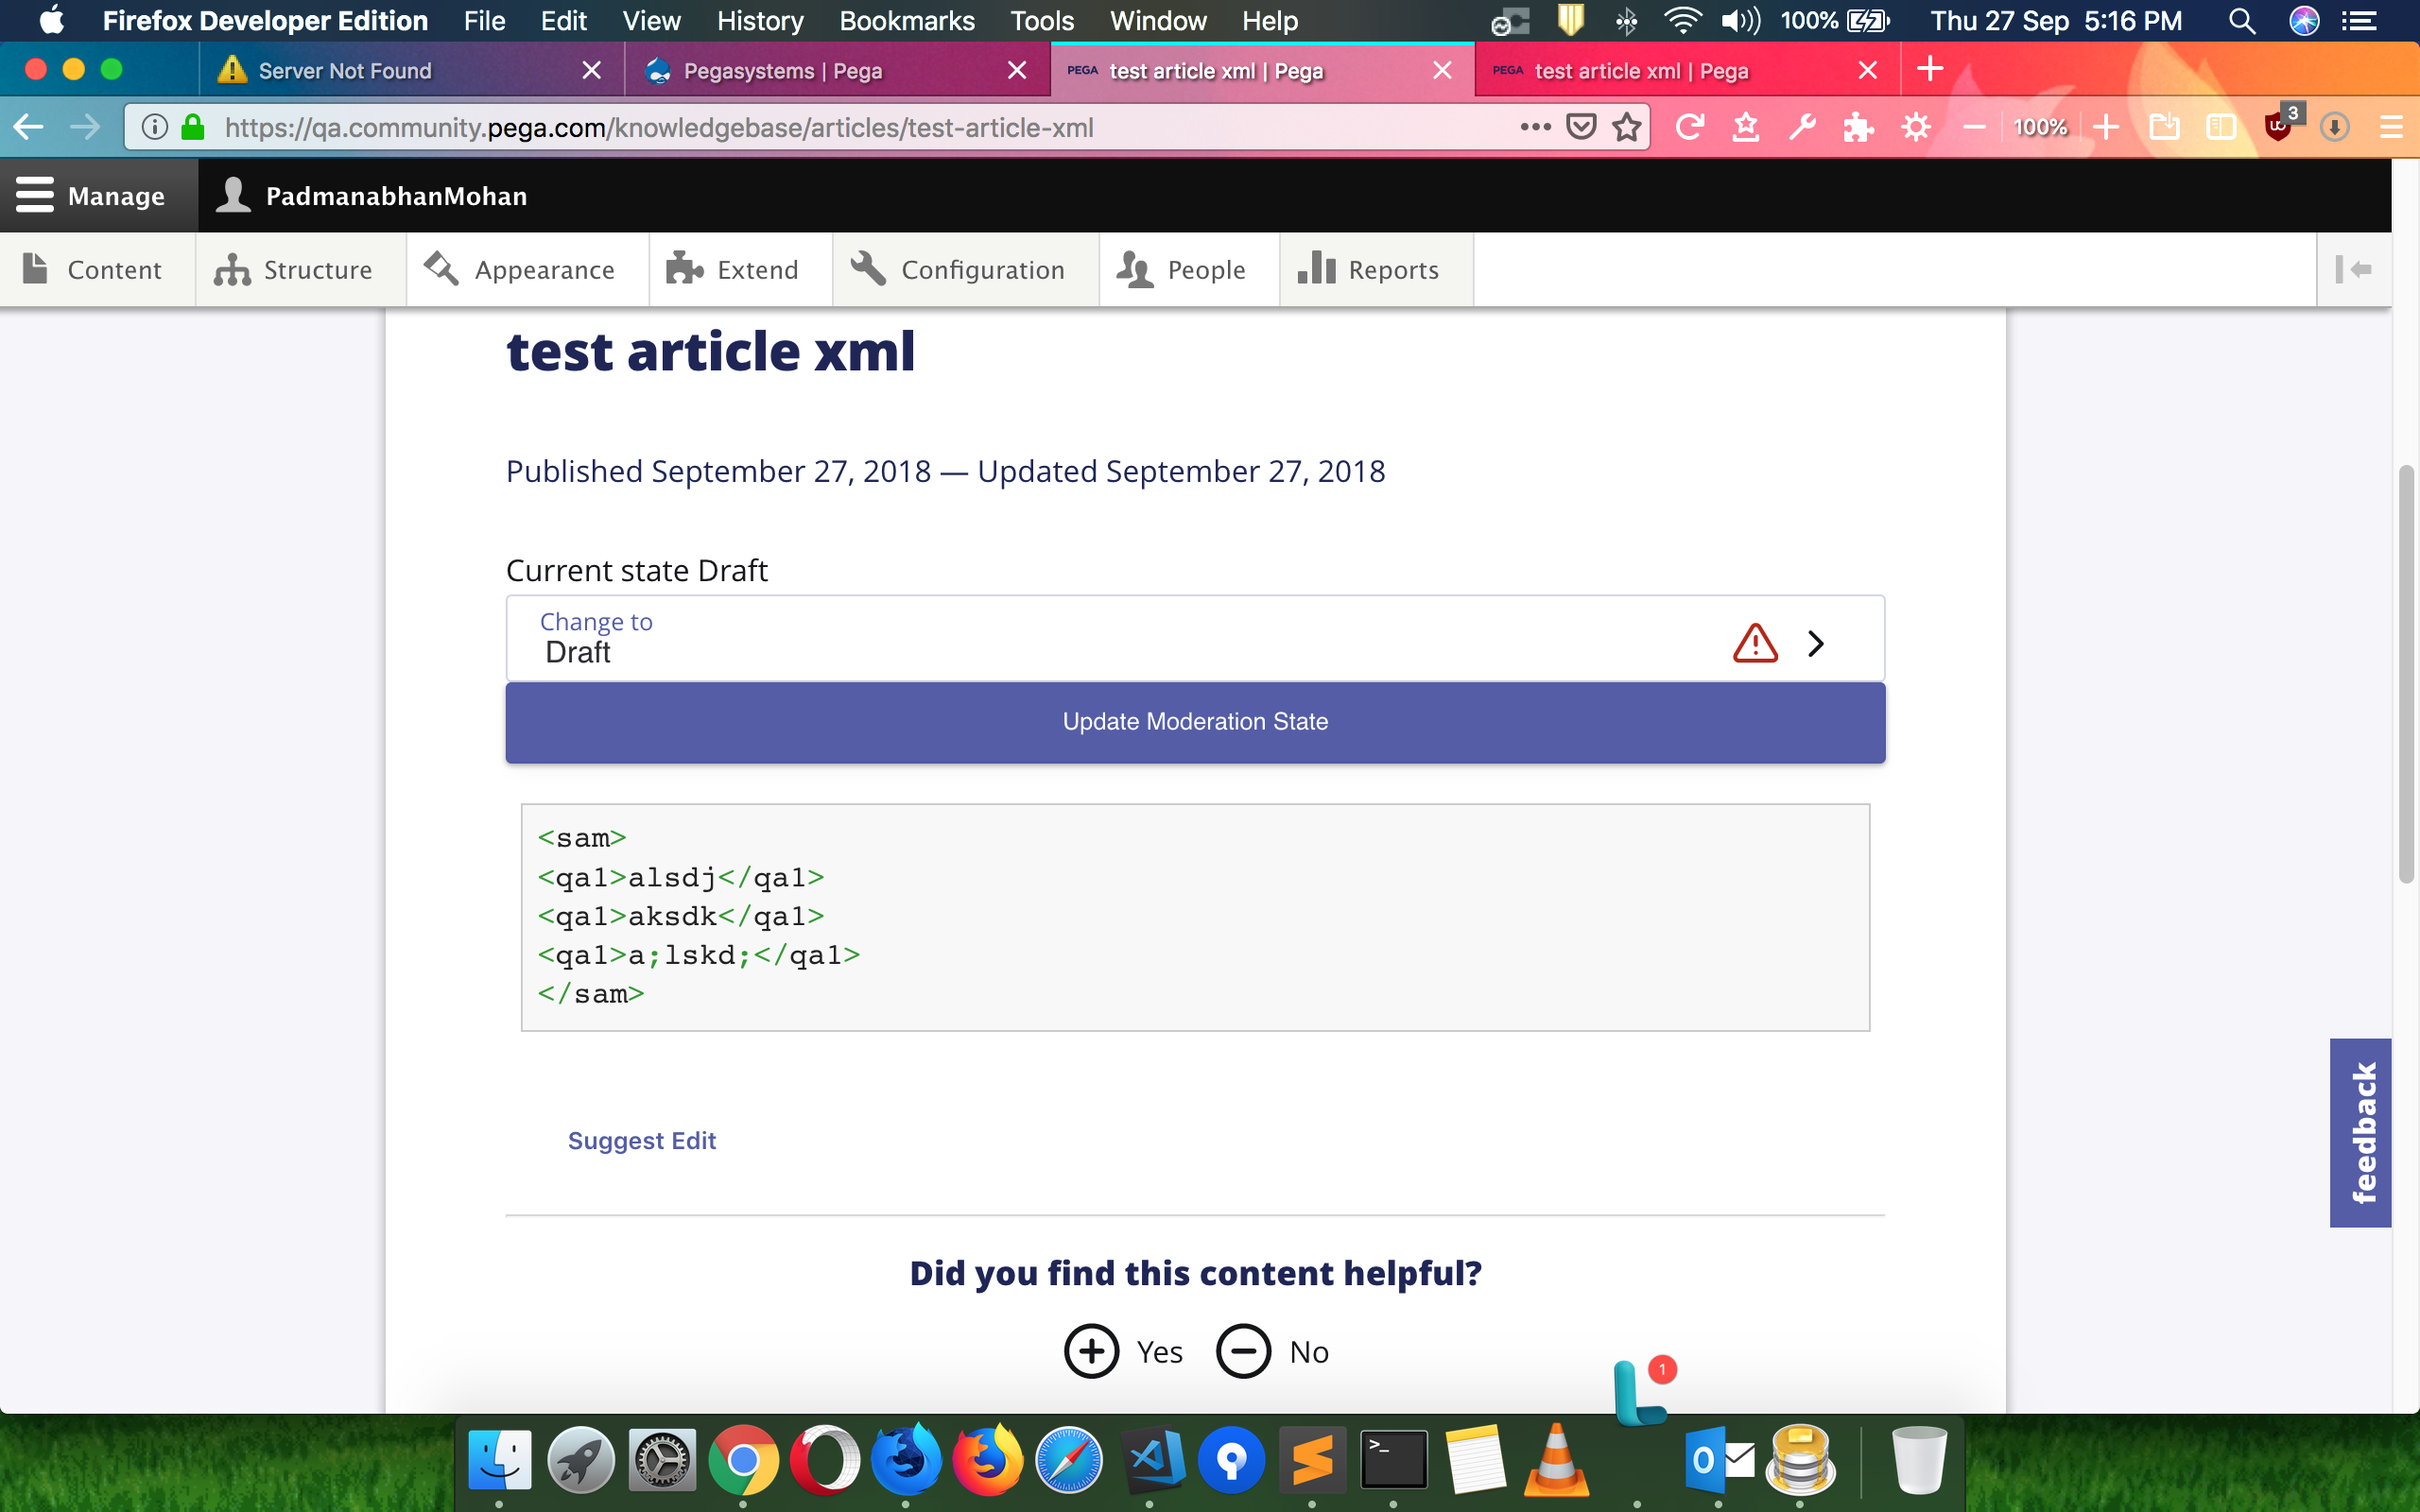 Firefox Developer Edition File Edit View History Bookmarks Tools Window Help 100% Thu 27 Sep 5:16 PM
Server Not Found Pegasystems | Pega PEGA test article xml | Pega PEGA test article xml | Pega
https://qa.community.pega.com/knowledgebase/articles/test-article-xml 100% 3
Manage PadmanabhanMohan
Content Structure Appearance Extend Configuration People Reports
test article xml
Published September 27, 2018 — Updated September 27, 2018
Current state Draft
Change to
Draft
Update Moderation State
<sam>
<qa1>alsdj</qa1>
<qa1>aksdk</qa1>
<qa1>a;lskd;</qa1>
</sam>
feedback
Suggest Edit
Did you find this content helpful?
Yes No
1